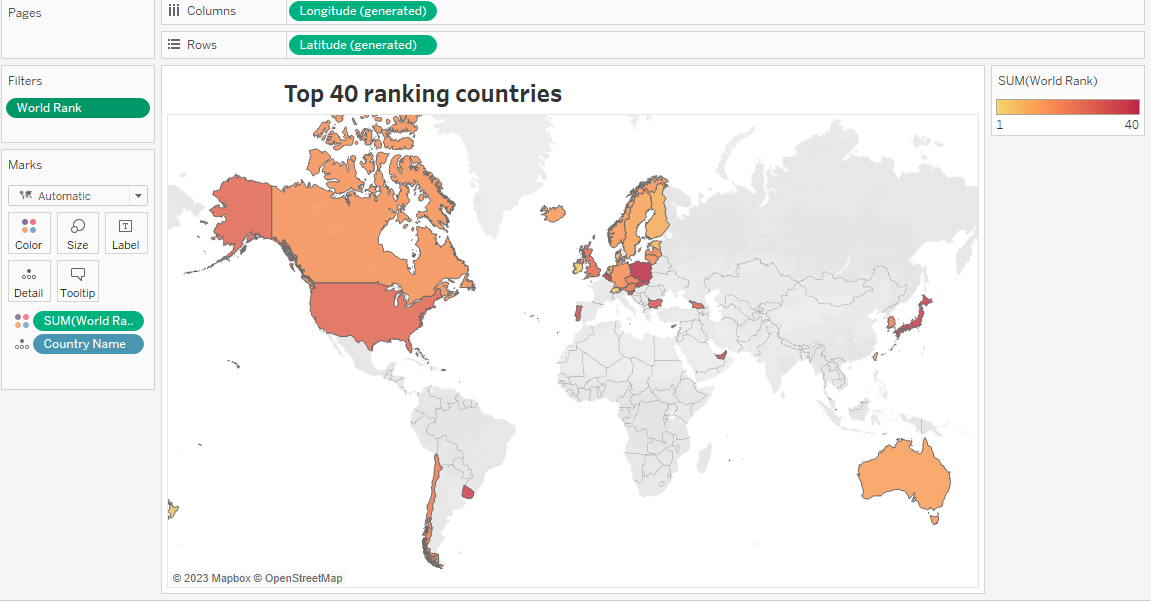 Pages
Columns
Longitude (generated)
Rows
Latitude (generated)
Filters
World Rank
Marks
Automatic
Color
Size
Label
Detail
Tooltip
SUM(World Ra..
Country Name
Top 40 ranking countries
© 2023 Mapbox © OpenStreetMap
SUM(World Rank)
1
40